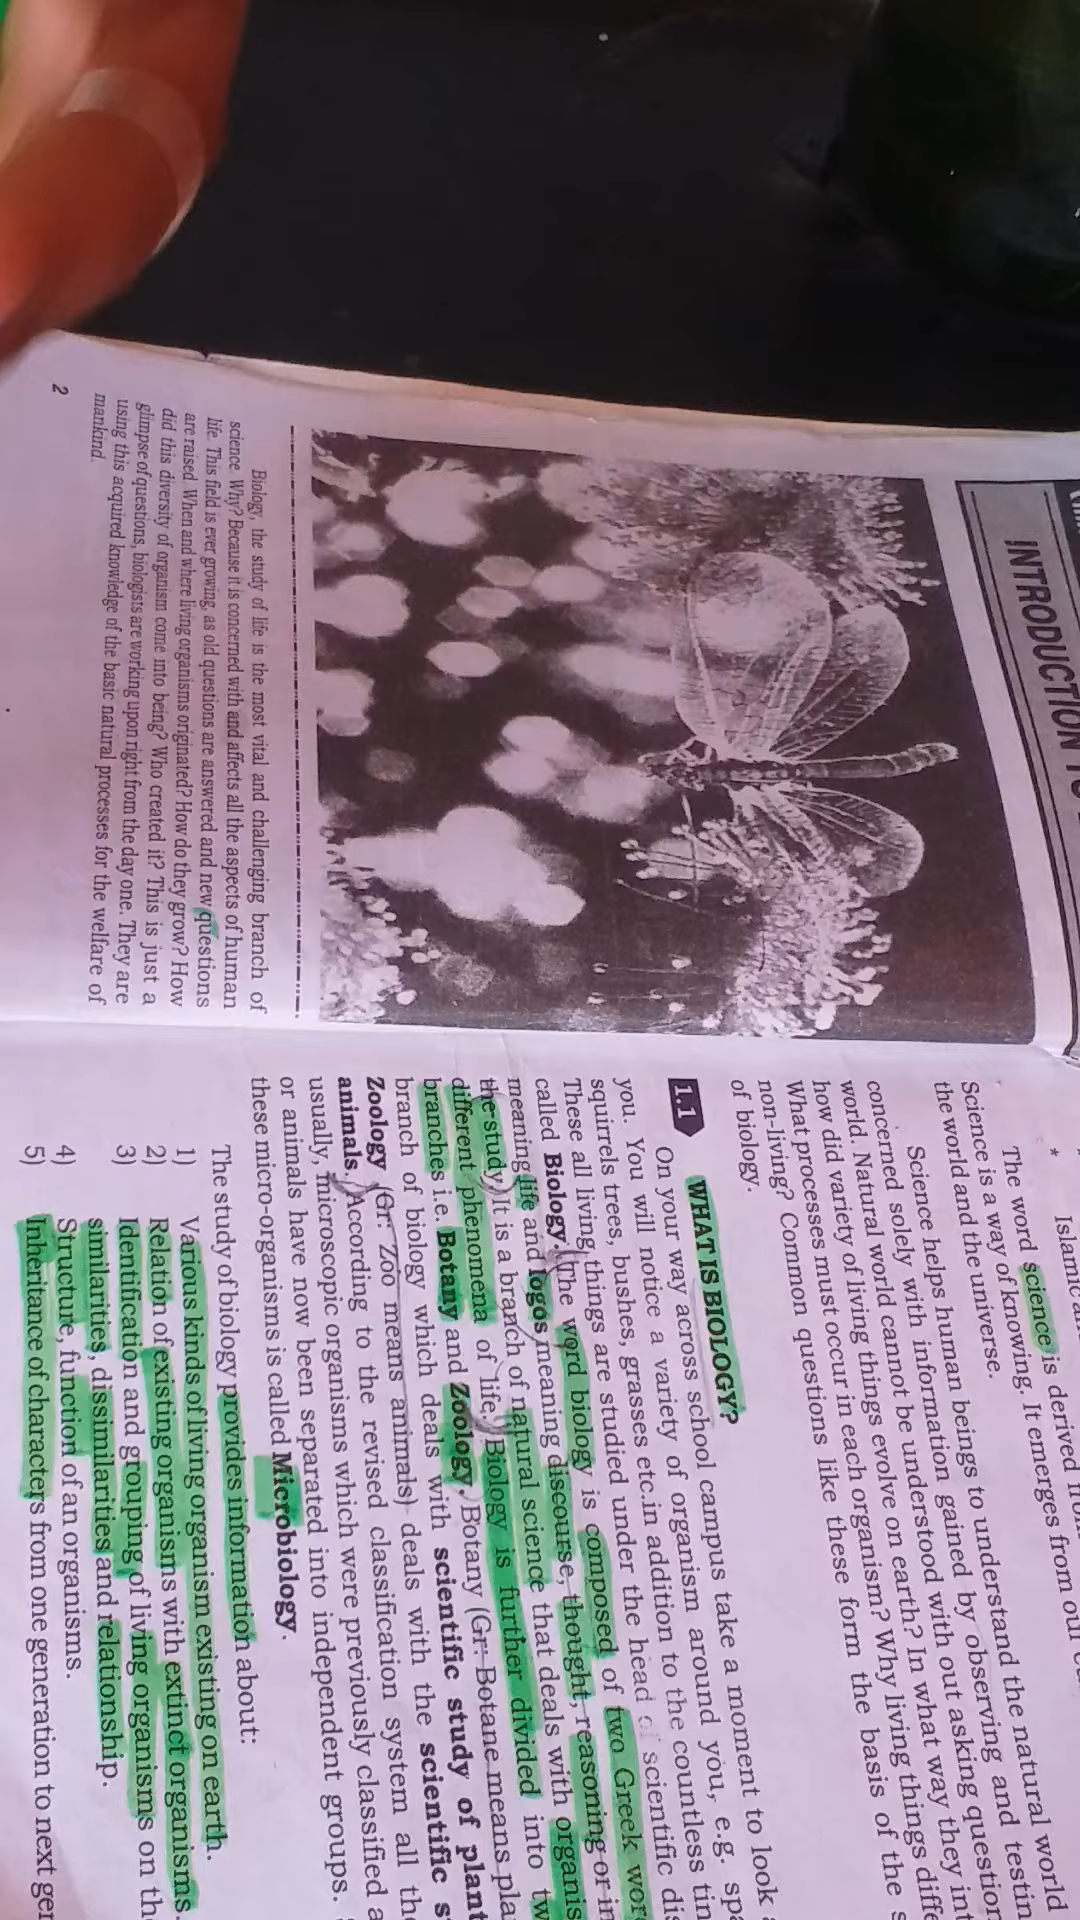 INTRODUCTION TO
Biology, the study of life is the most vital and challenging branch of
science. Why? Because it is concerned with and affects all the aspects of human
life. This field is ever growing, as old questions are answered and new questions
are raised. When and where living organisms originated? How do they grow? How
did this diversity of organism come into being? Who created it? This is just a
glimpse of questions, biologists are working upon right from the day one. They are
using this acquired knowledge of the basic natural processes for the welfare of
mankind.
2
* Islamic
The word science is derived
Science is a way of knowing. It emerges from our
the world and the universe.
Science helps human beings to understand the natural world
concerned solely with information gained by observing and testin
world. Natural world cannot be understood with out asking question
how did variety of living things evolve on earth? In what way they int
What processes must occur in each organism? Why living things diffe
non-living? Common questions like these form the basis of the s
of biology.
1.1 WHAT IS BIOLOGY?
On your way across school campus take a moment to look
you. You will notice a variety of organism around you, e.g. spa
squirrels trees, bushes, grasses etc.in addition to the countless tin
These all living things are studied under the head of scientific dis
called Biology. The word biology is composed of two Greek wor
meaning life and logos meaning discourse, thought, reasoning or in
the study) It is a branch of natural science that deals with organis
different phenomena of life. Biology is further divided into tw
branches i.e. Botany and Zoology. Botany (Gr. Botane means pla
branch of biology which deals with scientific study of plant
Zoology (Gr. Zoo means animals) deals with the scientific s
animals. According to the revised classification system all the
usually, microscopic organisms which were previously classified a
or animals have now been separated into independent groups.
these micro-organisms is called Microbiology.
The study of biology provides information about:
1) Various kinds of living organism existing on earth.
2) Relation of existing organisms with extinct organisms.
3) Identification and grouping of living organisms on the
similarities, dissimilarities and relationship.
4) Structure, function of an organisms.
5) Inheritance of characters from one generation to next gen